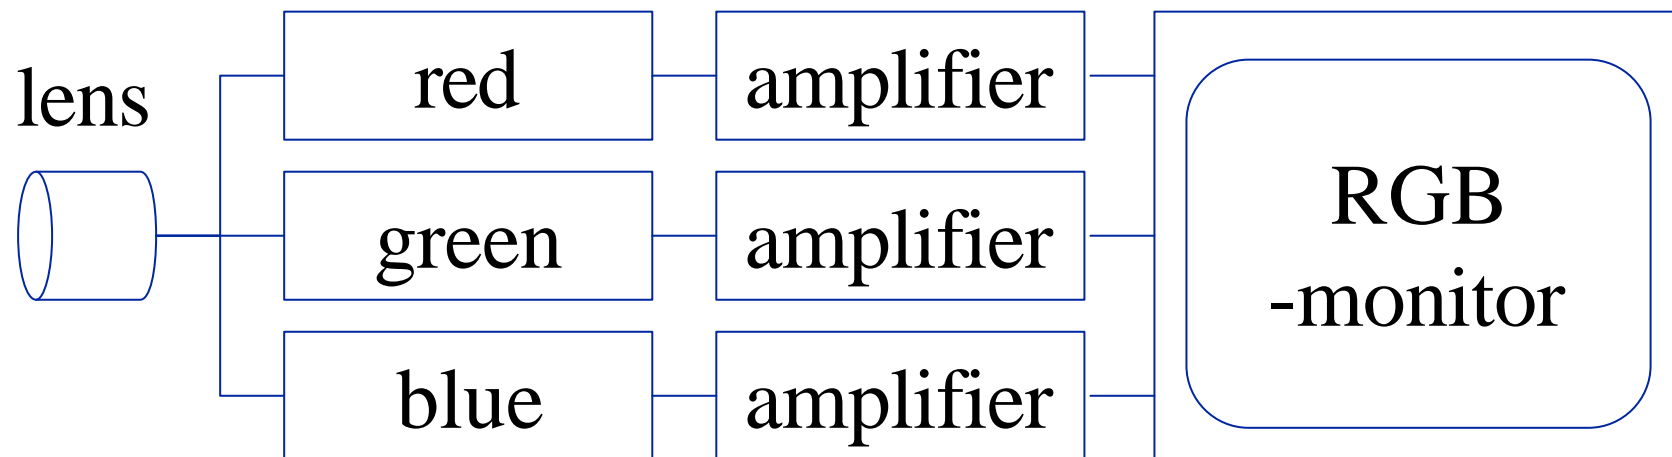 lens
red
amplifier
green
amplifier
blue
amplifier
RGB
-monitor